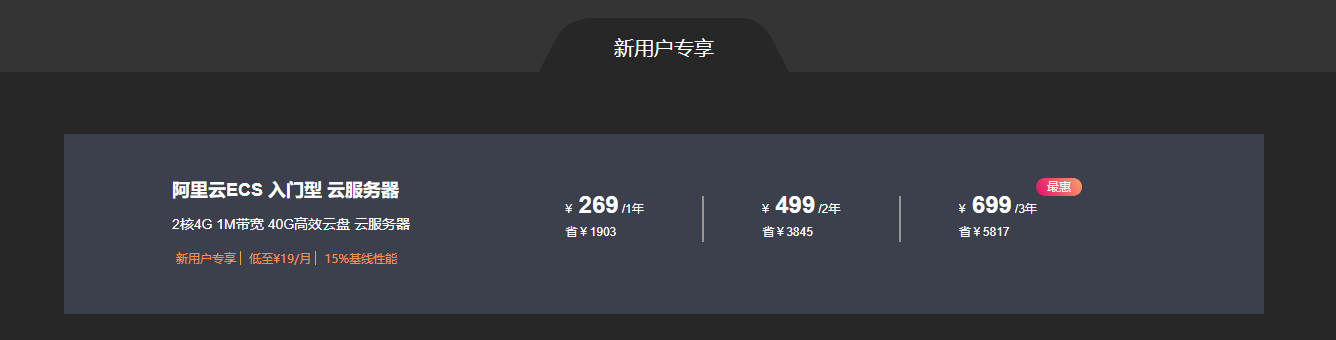 新用户专享
阿里云ECS 入门型 云服务器
2核4G 1M带宽 40G高效云盘 云服务器
新用户专享 | 低至¥19/月 | 15%基线性能
¥ 269 /1年
省￥1903
¥ 499 /2年
省￥3845
最惠
¥ 699 /3年
省￥5817